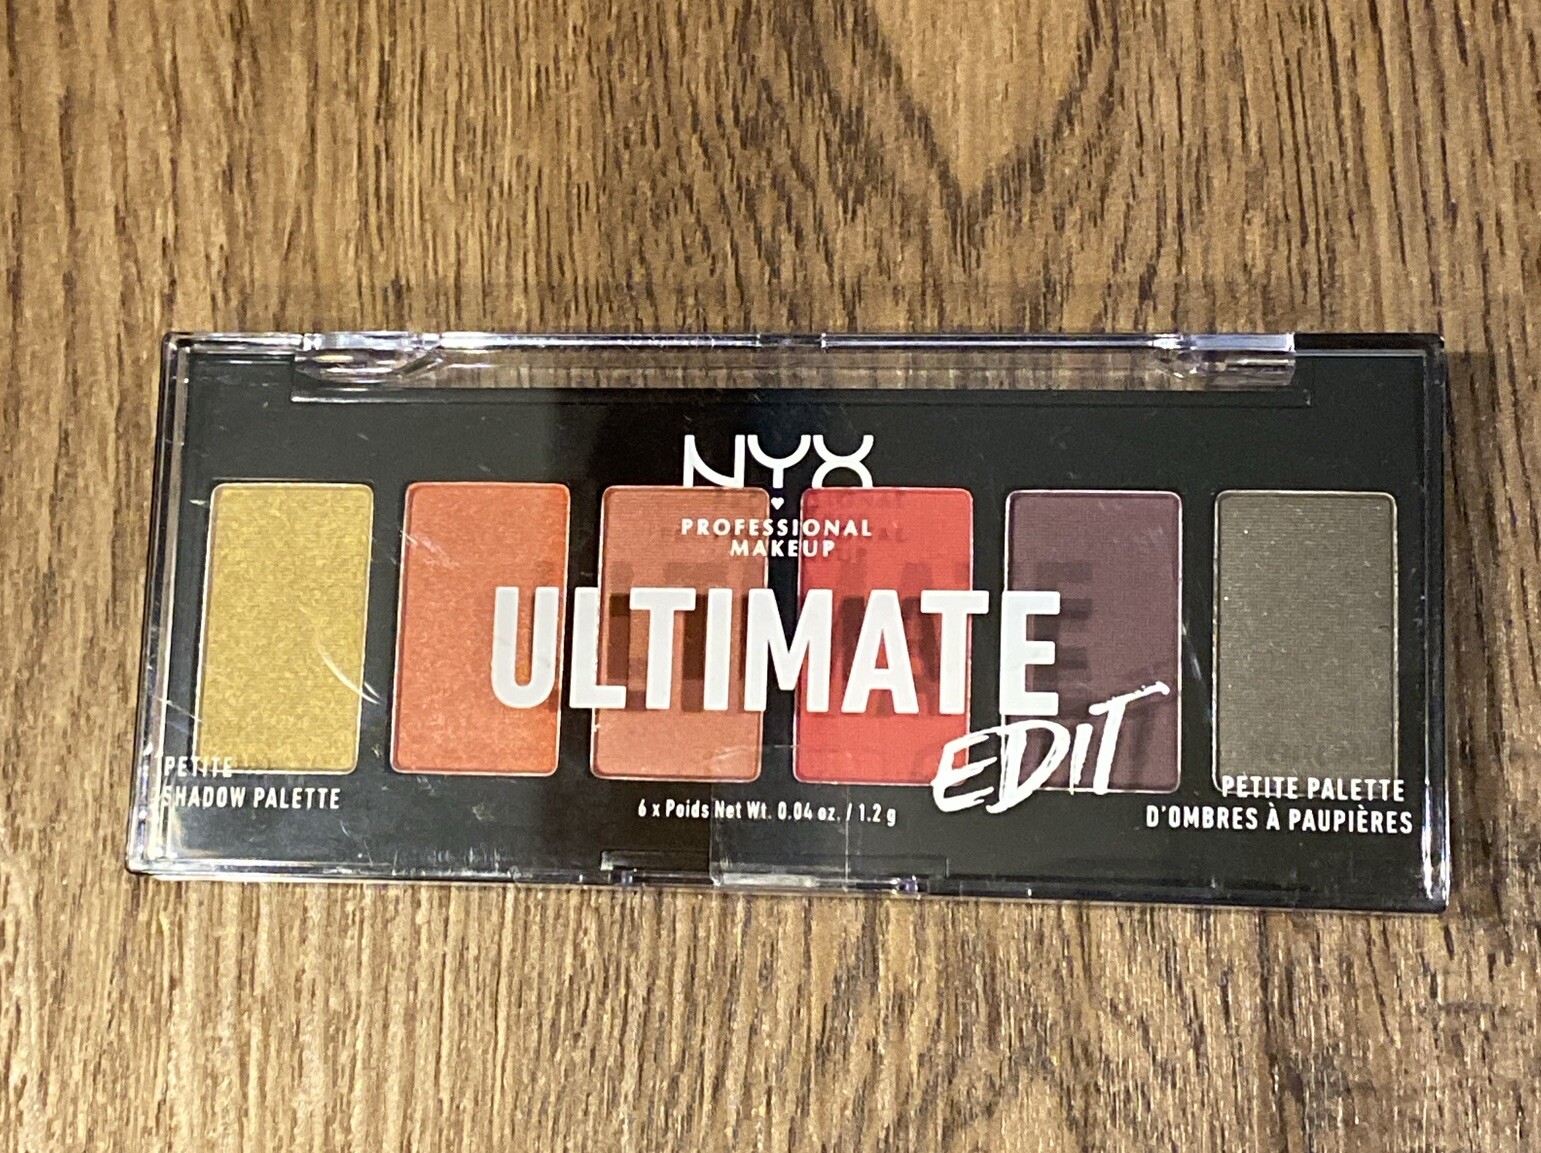 NYX
PROFESSIONAL
MAKEUP
ULTIMATE
EDIT
PETITE
SHADOW PALETTE
6 x Poids Net Wt. 0.04 oz. / 1.2 g
PETITE PALETTE
D'OMBRES À PAUPIÈRES